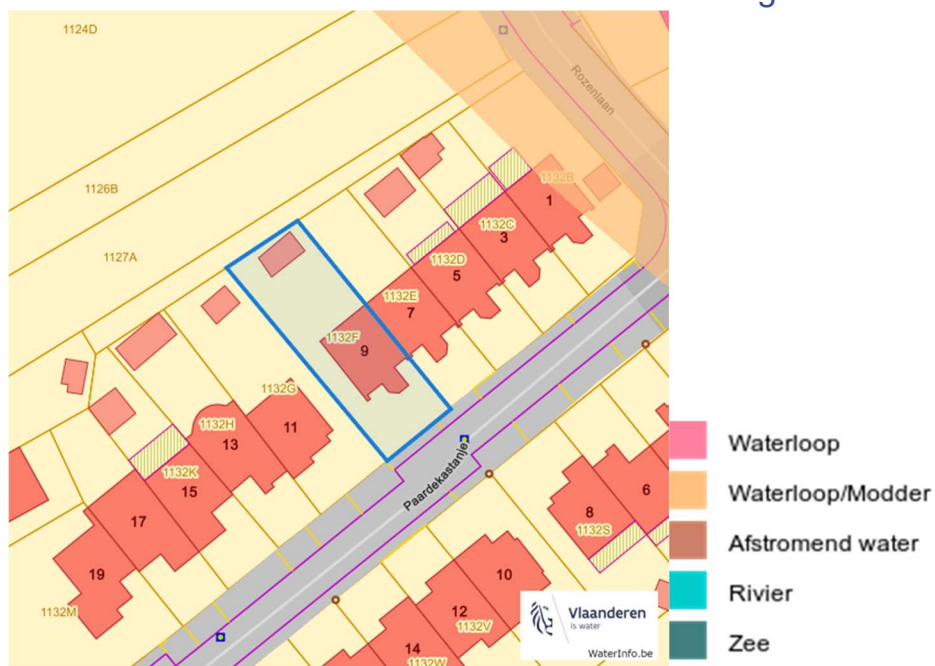 g
1124D
Rozenlaan
1126B
1132B
1
1132C
3
1127A
1132D
5
1132E
7
1132F
9
1132G
11
1132H
13
1132K
15
17
Paardekastanje
6
8
1132S
19
10
1132M
12
1132V
14
1132W
Vlaanderen
is water
WaterInfo.be
Waterloop
Waterloop/Modder
Afstromend water
Rivier
Zee